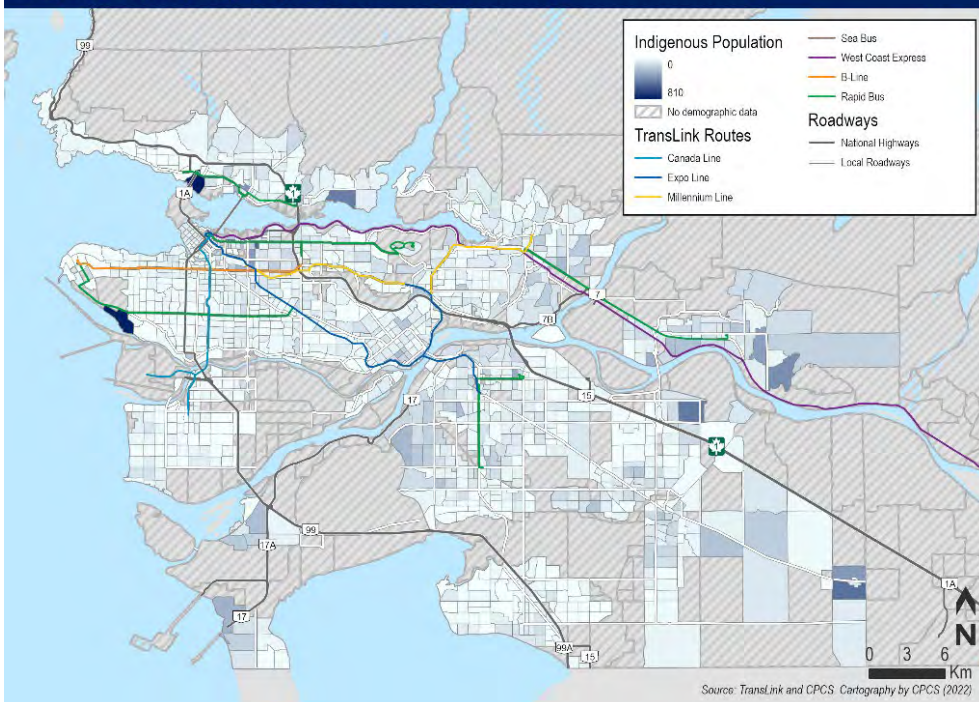 99
Indigenous Population
0
810
No demographic data
TransLink Routes
Canada Line
Expo Line
Millennium Line
Sea Bus
West Coast Express
B-Line
Rapid Bus
Roadways
National Highways
Local Roadways
1A
1
7
7B
17
15
1
99
17A
17
1A
99A
15
N
0 3 6
Km
Source: TransLink and CPCS. Cartography by CPCS (2022)